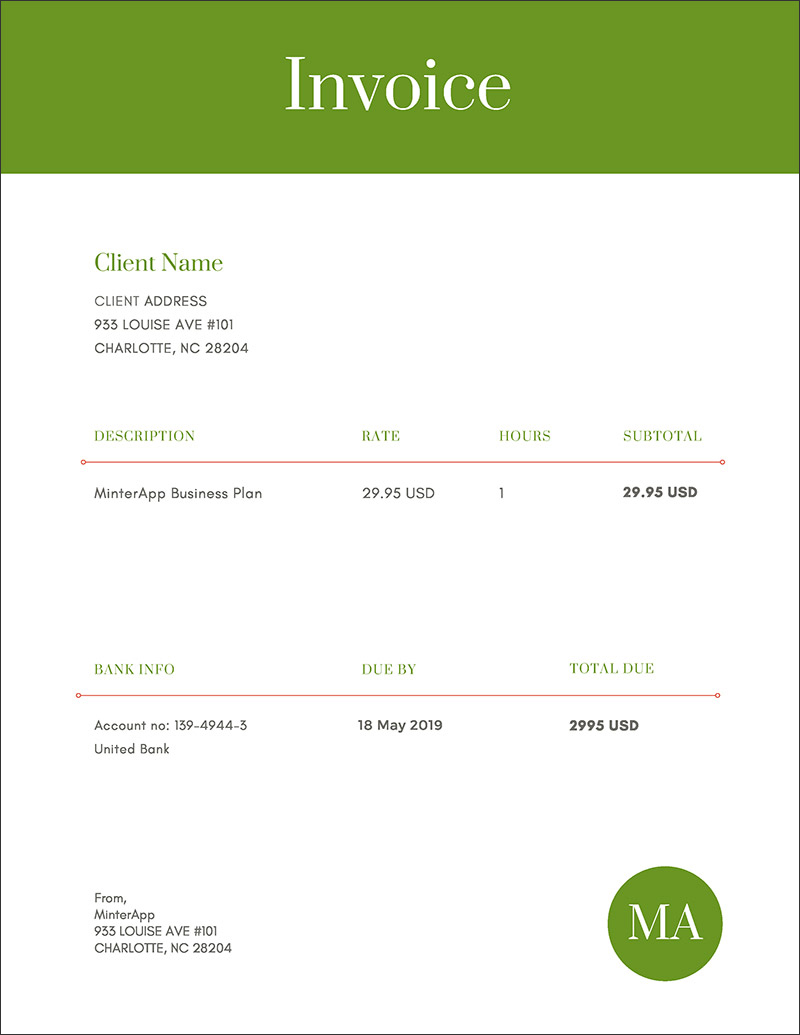 Invoice
Client Name
CLIENT ADDRESS
933 LOUISE AVE #101
CHARLOTTE, NC 28204
DESCRIPTION RATE HOURS SUBTOTAL
MinterApp Business Plan 29.95 USD 1 29.95 USD
BANK INFO DUE BY TOTAL DUE
Account no: 139-4944-3 18 May 2019 2995 USD
United Bank
From,
MinterApp
933 LOUISE AVE #101
CHARLOTTE, NC 28204
MA